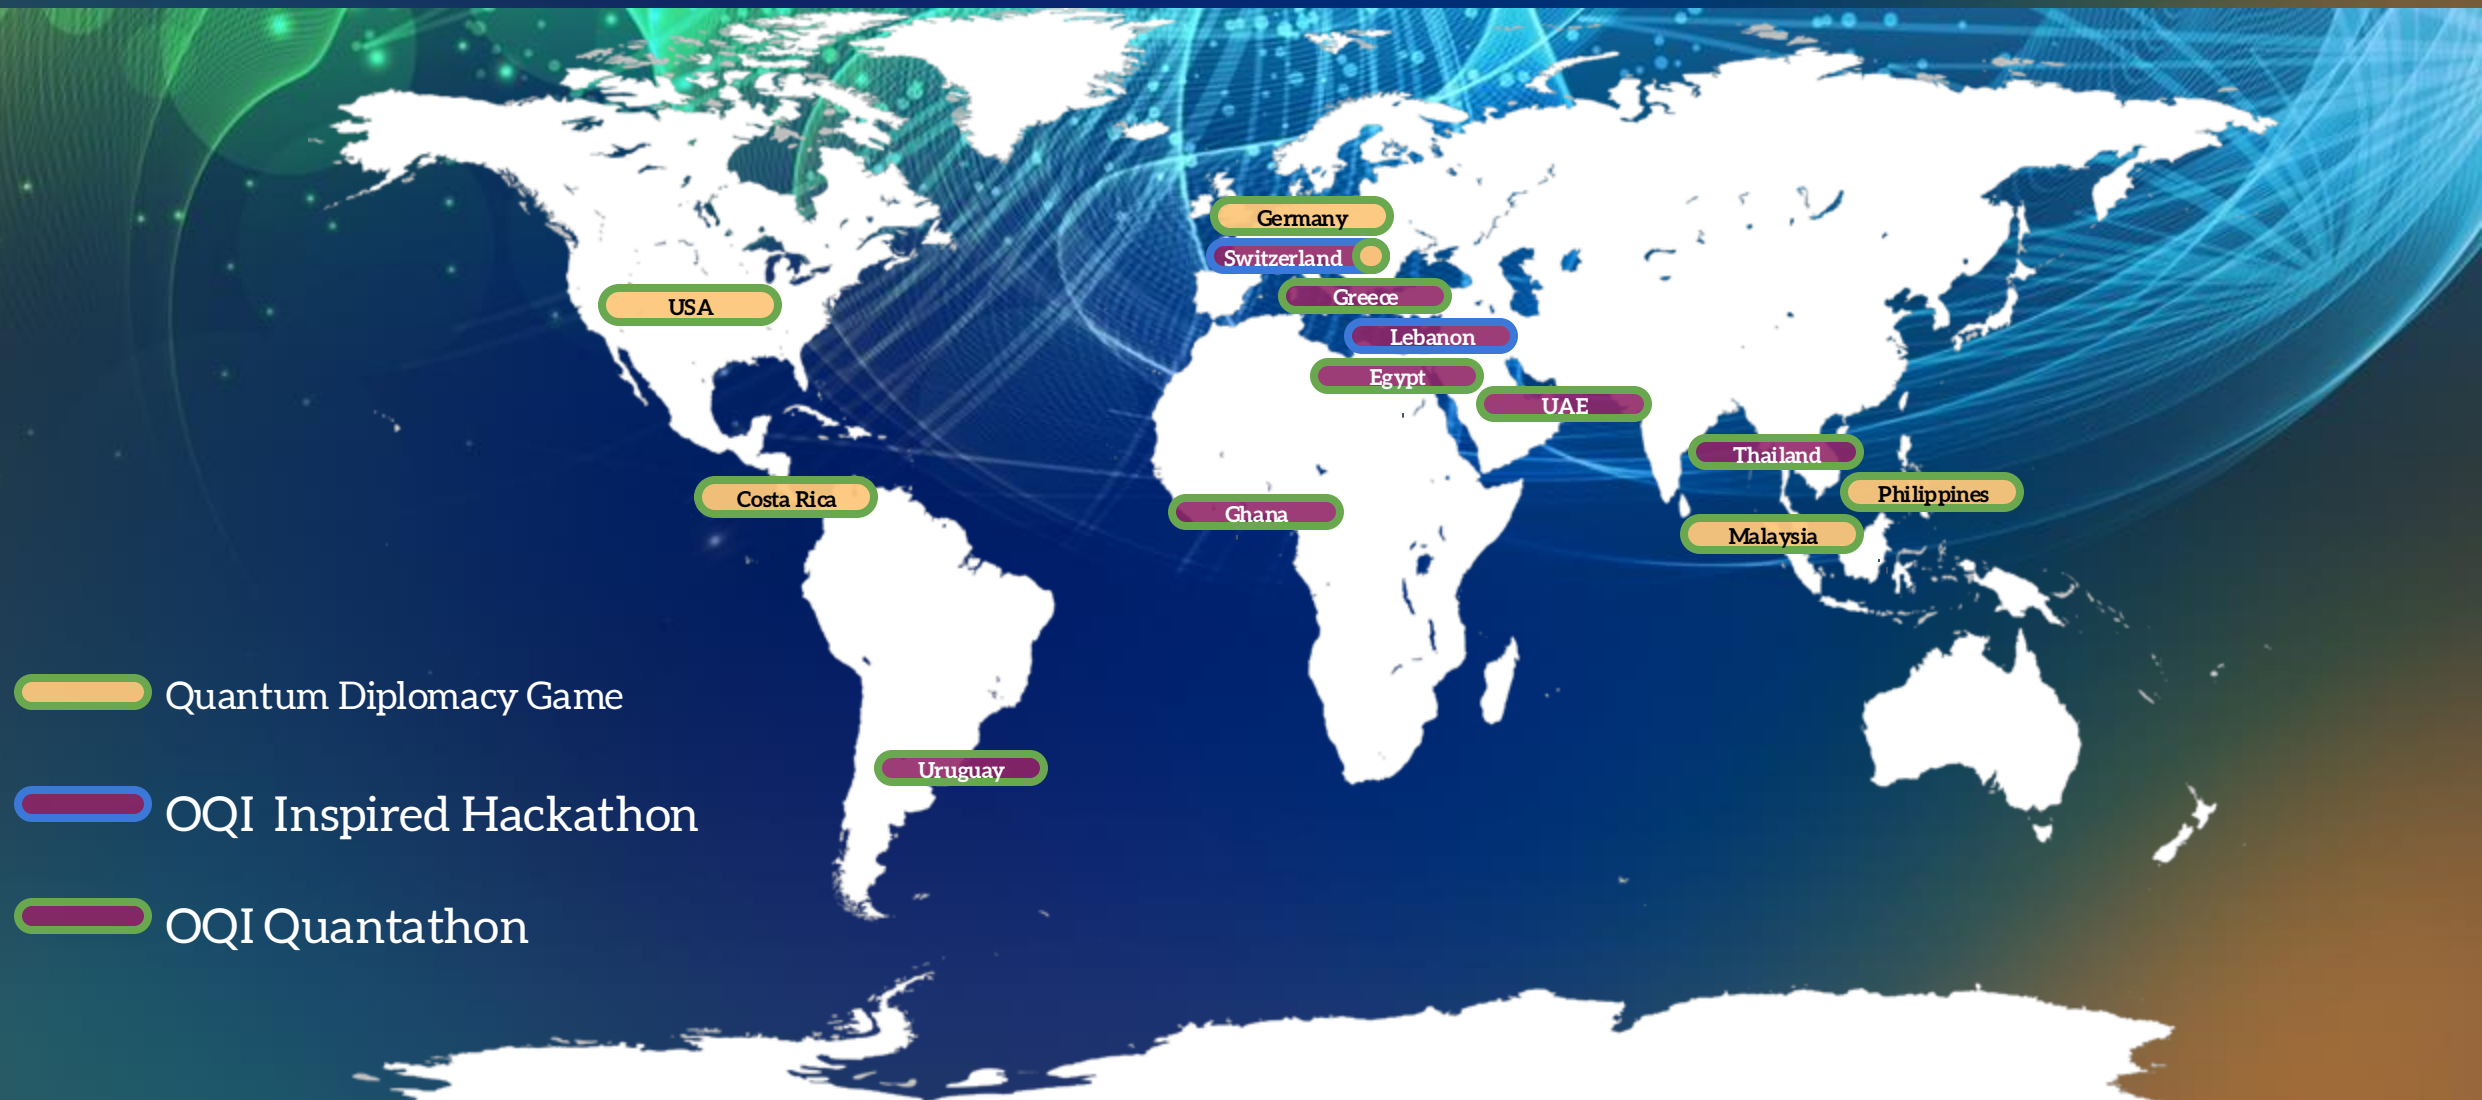 Germany
Switzerland
Greece
USA
Lebanon
Egypt
UAE
Thailand
Costa Rica
Philippines
Ghana
Malaysia
Quantum Diplomacy Game
Uruguay
OQI Inspired Hackathon
OQI Quantathon